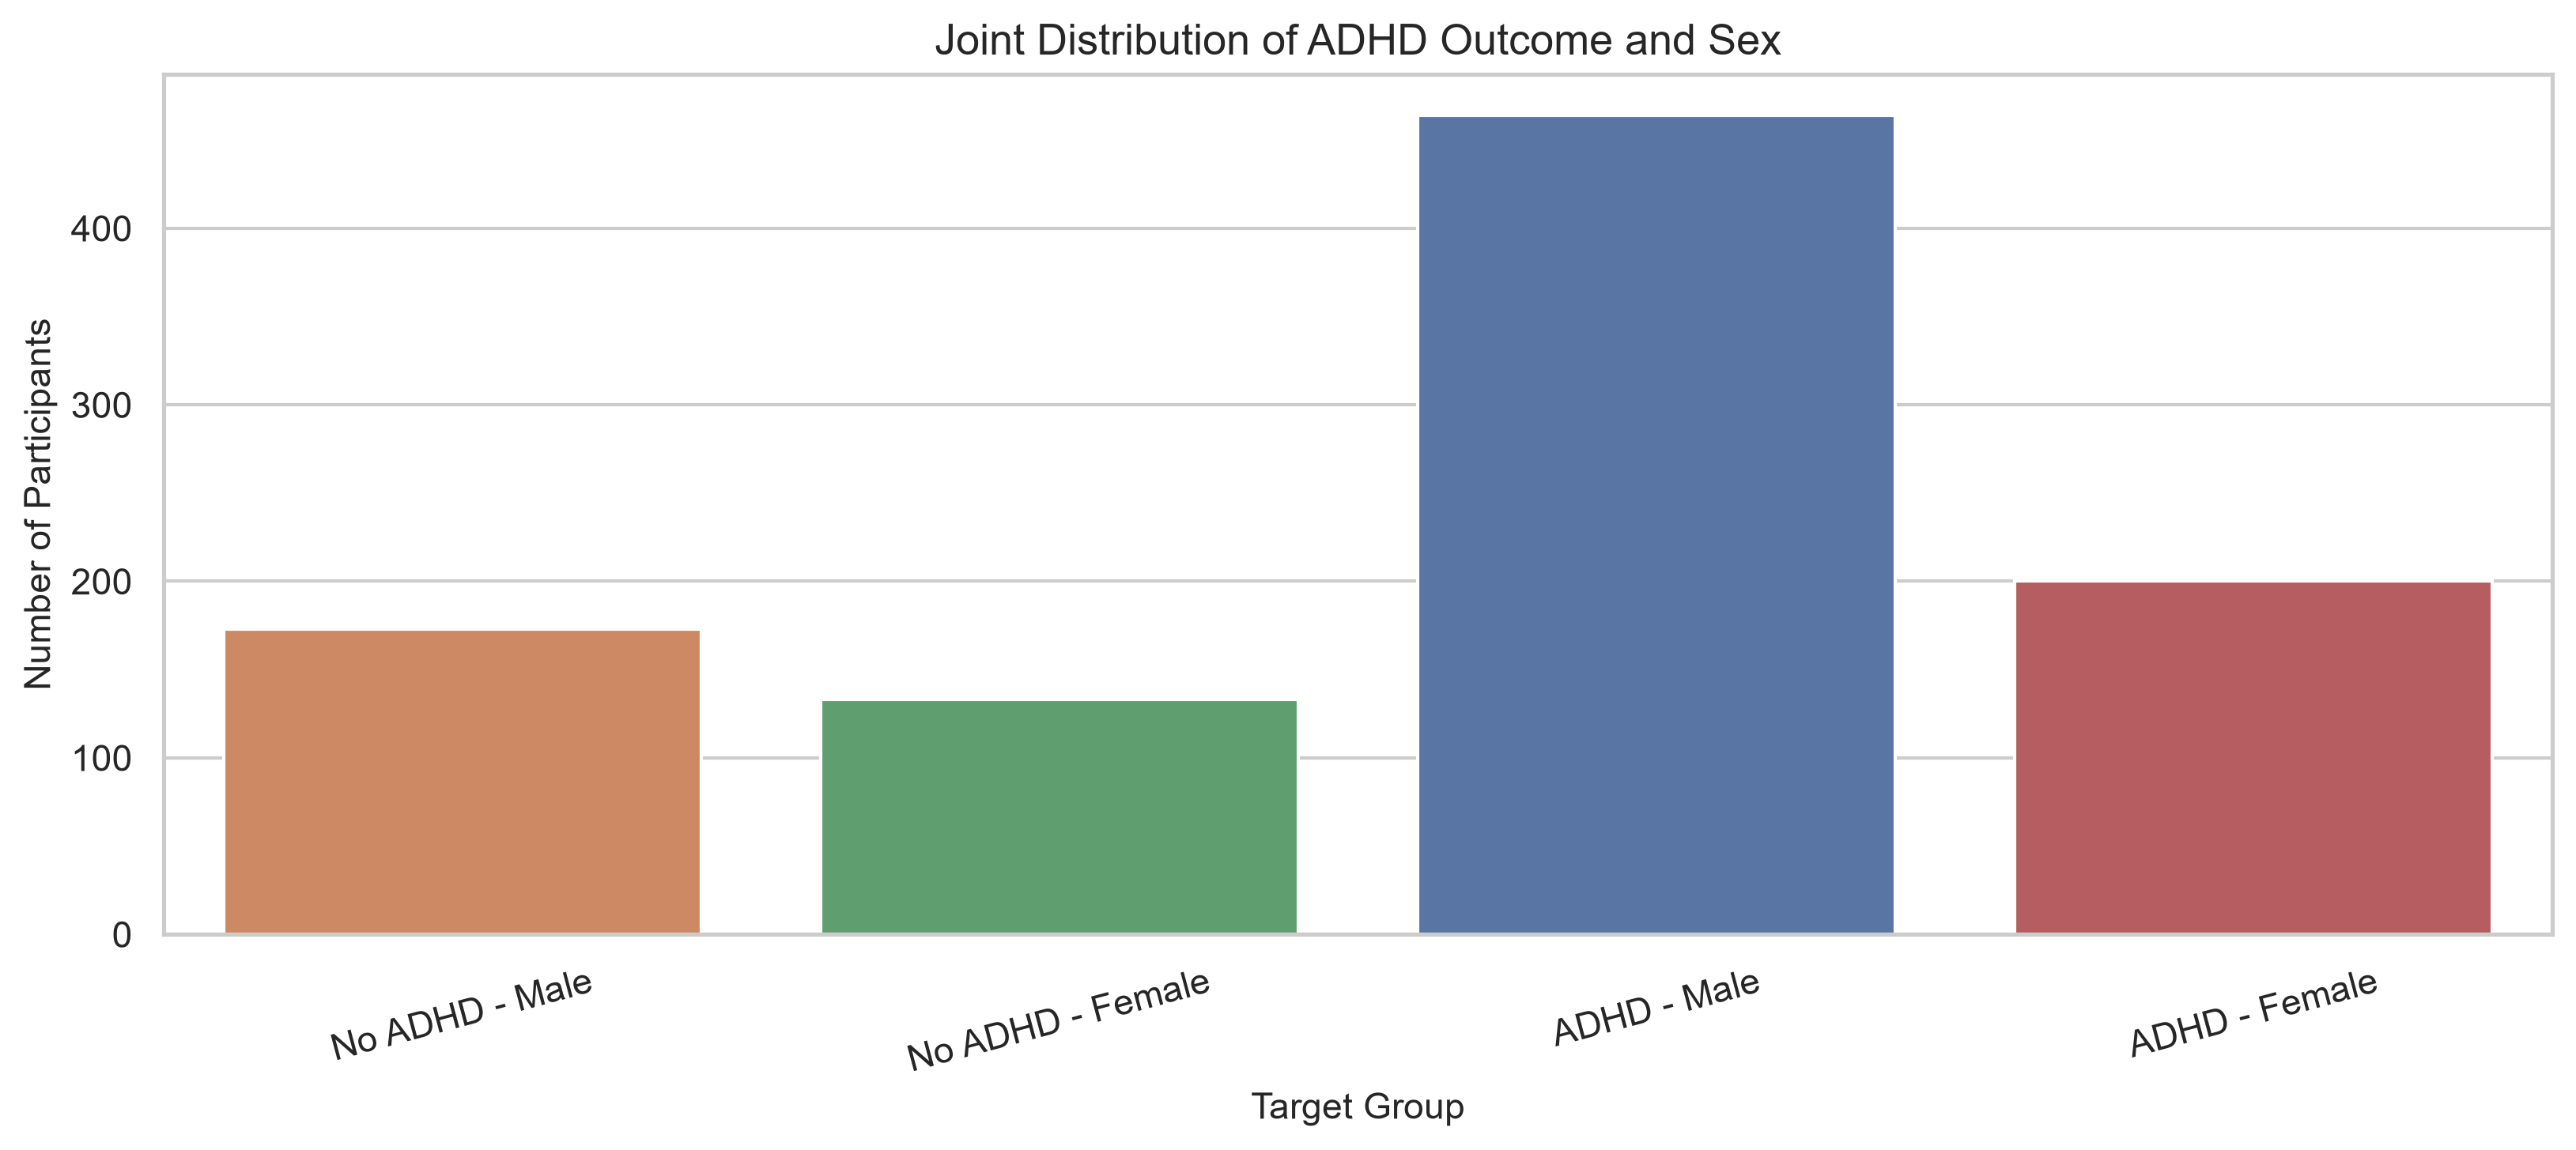 Joint Distribution of ADHD Outcome and Sex
Number of Participants
400
300
200
100
0
No ADHD - Male
No ADHD - Female
ADHD - Male
ADHD - Female
Target Group